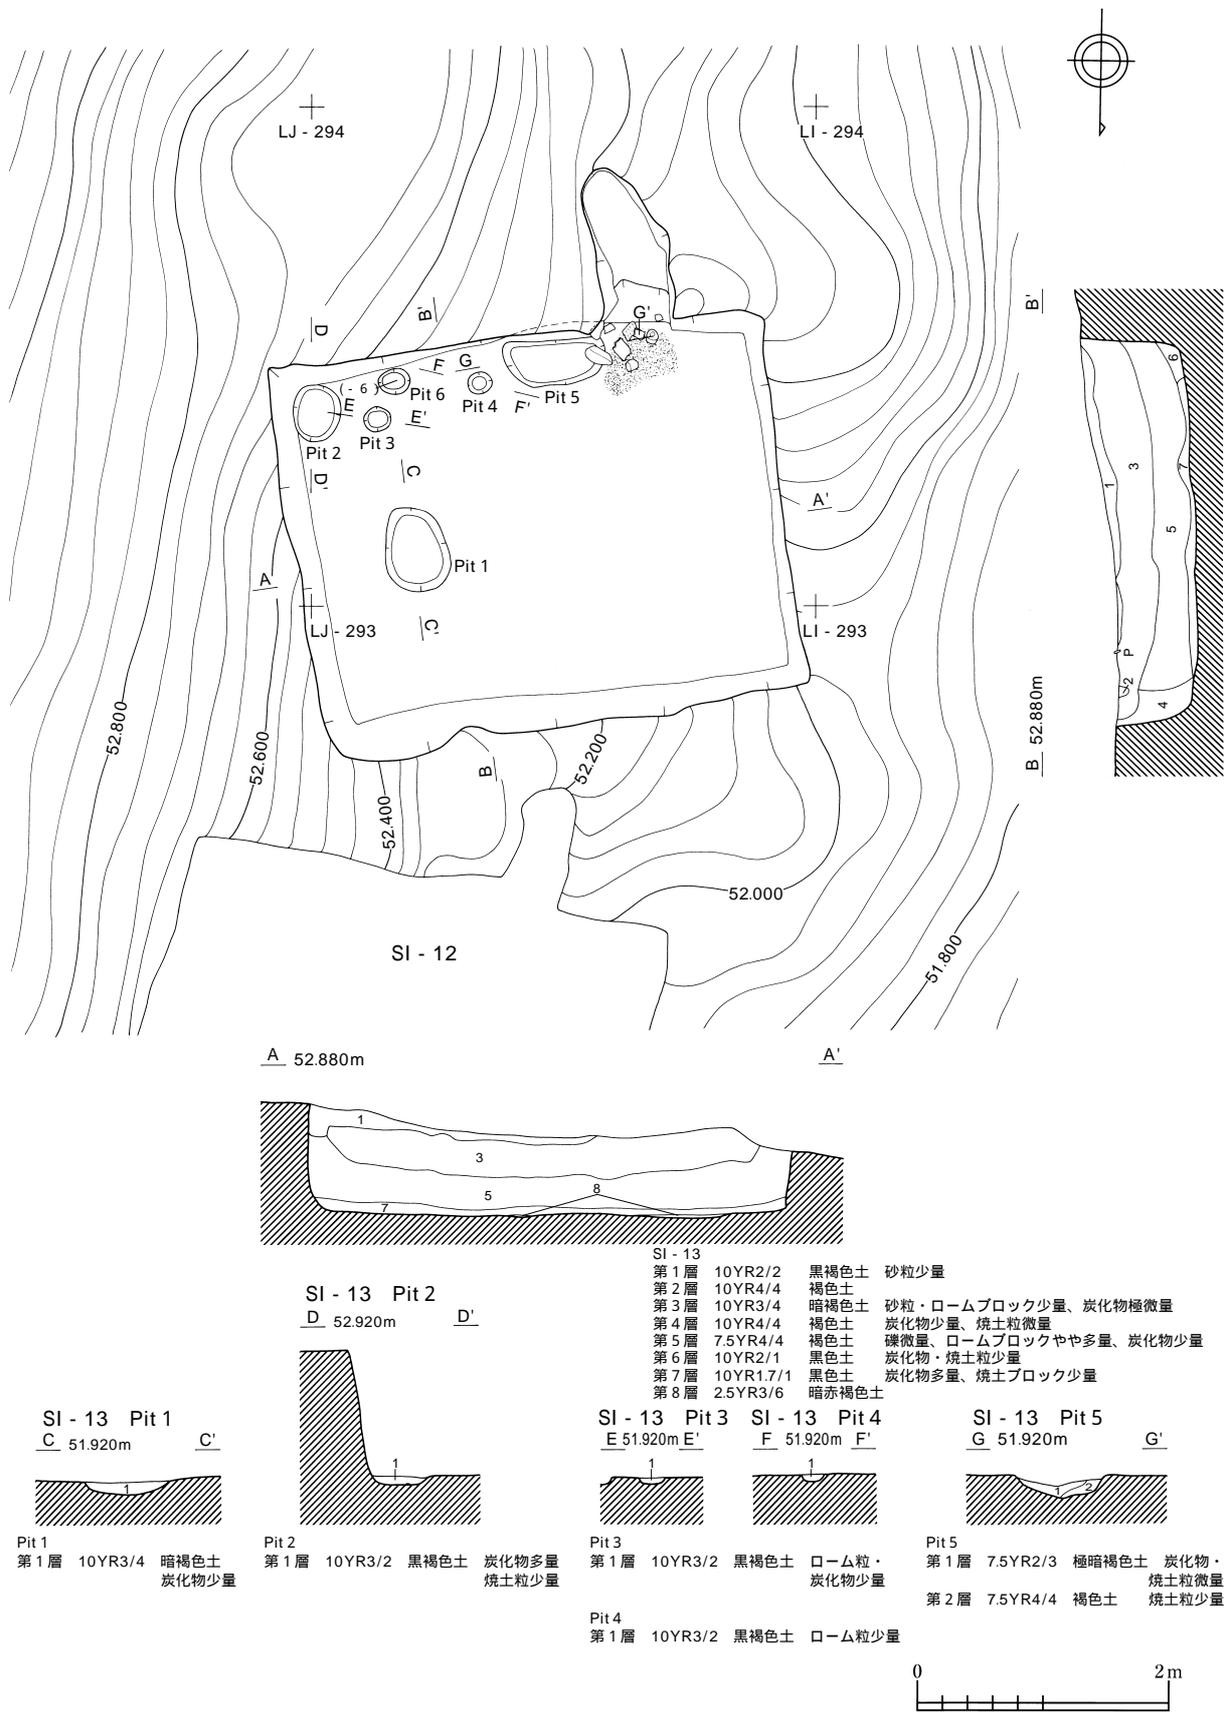 LJ - 294
LI - 294
B'
B'
D
G'
F
G
(- 6)
Pit 6
E
Pit 4
F'
Pit 5
E'
Pit 2
Pit 3
D'
C
A'
A
Pit 1
LJ - 293
C'
LI - 293
1
3
5
6
7
P
2
4
B 52.880m
52.800
52.600
52.400
B
52.200
52.000
51.800
SI - 12
A 52.880m
A'
1
3
5
8
7
SI - 13
第1層 10YR2/2 黒褐色土 砂粒少量
第2層 10YR4/4 褐色土
第3層 10YR3/4 暗褐色土 砂粒・ロームブロック少量、炭化物極微量
第4層 10YR4/4 褐色土 炭化物少量、焼土粒微量
第5層 7.5YR4/4 褐色土 礫微量、ロームブロックやや多量、炭化物少量
第6層 10YR2/1 黒色土 炭化物・焼土粒少量
第7層 10YR1.7/1 黒色土 炭化物多量、焼土ブロック少量
第8層 2.5YR3/6 暗赤褐色土
SI - 13 Pit 2
D 52.920m D'
1
SI - 13 Pit 1
C 51.920m C'
1
SI - 13 Pit 3
E 51.920m E'
1
SI - 13 Pit 4
F 51.920m F'
1
SI - 13 Pit 5
G 51.920m G'
1 2
Pit 1
第1層 10YR3/4 暗褐色土
炭化物少量
Pit 2
第1層 10YR3/2 黒褐色土 炭化物多量
焼土粒少量
Pit 3
第1層 10YR3/2 黒褐色土 ローム粒・
炭化物少量
Pit 4
第1層 10YR3/2 黒褐色土 ローム粒少量
Pit 5
第1層 7.5YR2/3 極暗褐色土 炭化物・
焼土粒微量
第2層 7.5YR4/4 褐色土 焼土粒少量
0 2m